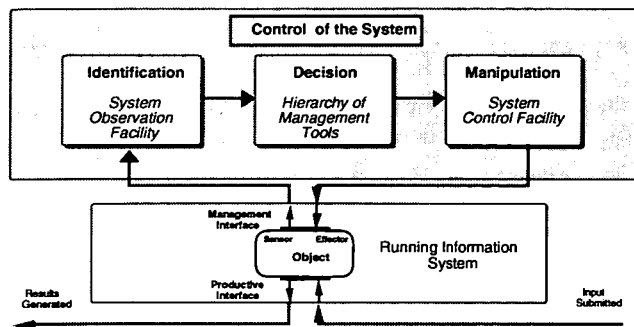 Control of the System
Identification
System
Observation
Facility
Decision
Hierarchy of
Management
Tools
Manipulation
System
Control Facility
Management
Interface
Sensor
Effector
Object
Running Information
System
Productive
Interface
Results
Generated
Input
Submitted